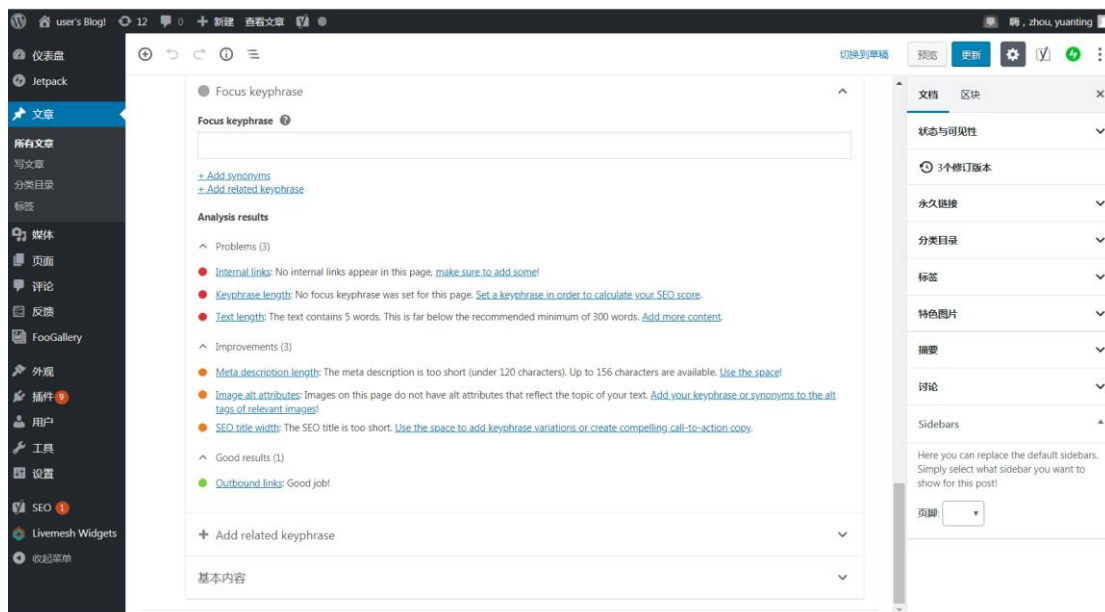 user's Blog! 12 0 新建 查看文章
嗨，zhou, yuanting
仪表盘
Jetpack
文章
所有文章
写文章
分类目录
标签
媒体
页面
评论
反馈
FooGallery
外观
插件 9
用户
工具
设置
SEO 1
Livemesh Widgets
收起菜单
切换到草稿 预览 更新
Focus keyphrase
Focus keyphrase
+ Add synonyms
+ Add related keyphrase
Analysis results
Problems (3)
Internal links: No internal links appear in this page, make sure to add some!
Keyphrase length: No focus keyphrase was set for this page. Set a keyphrase in order to calculate your SEO score.
Text length: The text contains 5 words. This is far below the recommended minimum of 300 words. Add more content.
Improvements (3)
Meta description length: The meta description is too short (under 120 characters). Up to 156 characters are available. Use the space!
Image alt attributes: Images on this page do not have alt attributes that reflect the topic of your text. Add your keyphrase or synonyms to the alt
tags of relevant images!
SEO title width: The SEO title is too short. Use the space to add keyphrase variations or create compelling call-to-action copy.
Good results (1)
Outbound links: Good job!
Add related keyphrase
基本内容
文档 区块
状态与可见性
3个修订版本
永久链接
分类目录
标签
特色图片
摘要
讨论
Sidebars
Here you can replace the default sidebars.
Simply select what sidebar you want to
show for this post!
页脚: